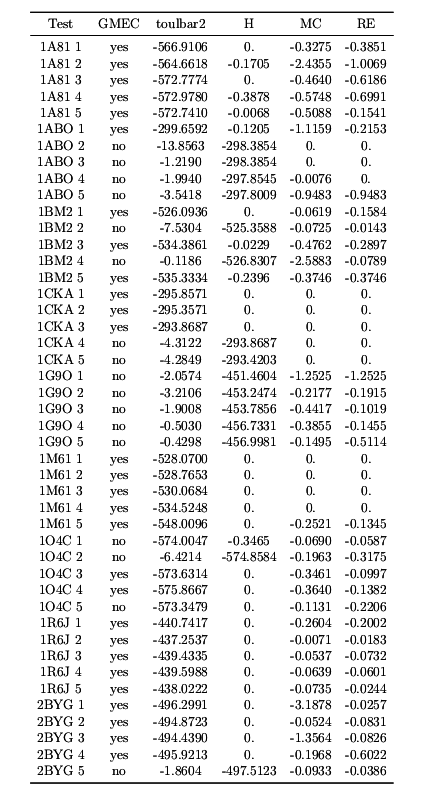 Test GMEC toulbar2 H MC RE
1A81 1 yes -566.9106 0. -0.3275 -0.3851
1A81 2 yes -564.6618 -0.1705 -2.4355 -1.0069
1A81 3 yes -572.7774 0. -0.4640 -0.6186
1A81 4 yes -572.9780 -0.3878 -0.5748 -0.6991
1A81 5 yes -572.7410 -0.0068 -0.5088 -0.1541
1ABO 1 yes -299.6592 -0.1205 -1.1159 -0.2153
1ABO 2 no -13.8563 -298.3854 0. 0.
1ABO 3 no -1.2190 -298.3854 0. 0.
1ABO 4 no -1.9940 -297.8545 -0.0076 0.
1ABO 5 no -3.5418 -297.8009 -0.9483 -0.9483
1BM2 1 yes -526.0936 0. -0.0619 -0.1584
1BM2 2 no -7.5304 -525.3588 -0.0725 -0.0143
1BM2 3 yes -534.3861 -0.0229 -0.4762 -0.2897
1BM2 4 no -0.1186 -526.8307 -2.5883 -0.0789
1BM2 5 yes -535.3334 -0.2396 -0.3746 -0.3746
1CKA 1 yes -295.8571 0. 0. 0.
1CKA 2 yes -295.3571 0. 0. 0.
1CKA 3 yes -293.8687 0. 0. 0.
1CKA 4 no -4.3122 -293.8687 0. 0.
1CKA 5 no -4.2849 -293.4203 0. 0.
1G9O 1 no -2.0574 -451.4604 -1.2525 -1.2525
1G9O 2 no -3.2106 -453.2474 -0.2177 -0.1915
1G9O 3 no -1.9008 -453.7856 -0.4417 -0.1019
1G9O 4 no -0.5030 -456.7331 -0.3855 -0.1455
1G9O 5 no -0.4298 -456.9981 -0.1495 -0.5114
1M61 1 yes -528.0700 0. 0. 0.
1M61 2 yes -528.7653 0. 0. 0.
1M61 3 yes -530.0684 0. 0. 0.
1M61 4 yes -534.5248 0. 0. 0.
1M61 5 yes -548.0096 0. -0.2521 -0.1345
1O4C 1 no -574.0047 -0.3465 -0.0690 -0.0587
1O4C 2 no -6.4214 -574.8584 -0.1963 -0.3175
1O4C 3 yes -573.6314 0. -0.3461 -0.0997
1O4C 4 yes -575.8667 0. -0.3640 -0.1382
1O4C 5 no -573.3479 0. -0.1131 -0.2206
1R6J 1 yes -440.7417 0. -0.2604 -0.2002
1R6J 2 yes -437.2537 0. -0.0071 -0.0183
1R6J 3 yes -439.4335 0. -0.0537 -0.0732
1R6J 4 yes -439.5988 0. -0.0639 -0.0601
1R6J 5 yes -438.0222 0. -0.0735 -0.0244
2BYG 1 yes -496.2991 0. -3.1878 -0.0257
2BYG 2 yes -494.8723 0. -0.0524 -0.0831
2BYG 3 yes -494.4390 0. -1.3564 -0.0826
2BYG 4 yes -495.9213 0. -0.1968 -0.6022
2BYG 5 no -1.8604 -497.5123 -0.0933 -0.0386